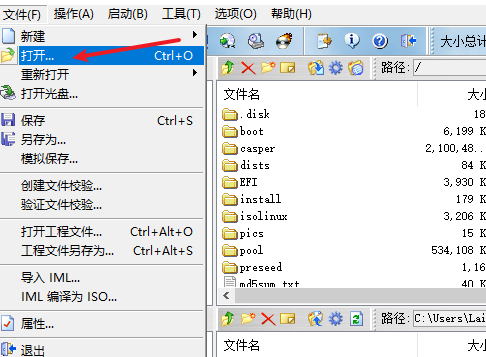 文件(F) 操作(A) 启动(B) 工具(T) 选项(O) 帮助(H)
新建
打开... Ctrl+O
重新打开
打开光盘...
保存 Ctrl+S
另存为...
模拟保存...
创建文件校验...
验证文件校验...
打开工程文件... Ctrl+Alt+O
工程文件另存为... Ctrl+Alt+S
导入 IML...
IML 编译为 ISO...
属性...
退出
大小总计
路径: /
文件名 大小
.disk 18
boot 6,199 K
casper 2,100,48...
dists 84 K
EFI 3,930 K
install 179 K
isolinux 3,206 K
pics 15 K
pool 534,108 K
preseed 1,16
md5sum.txt 40 K
路径: C:\Users\Lai
文件名 大小